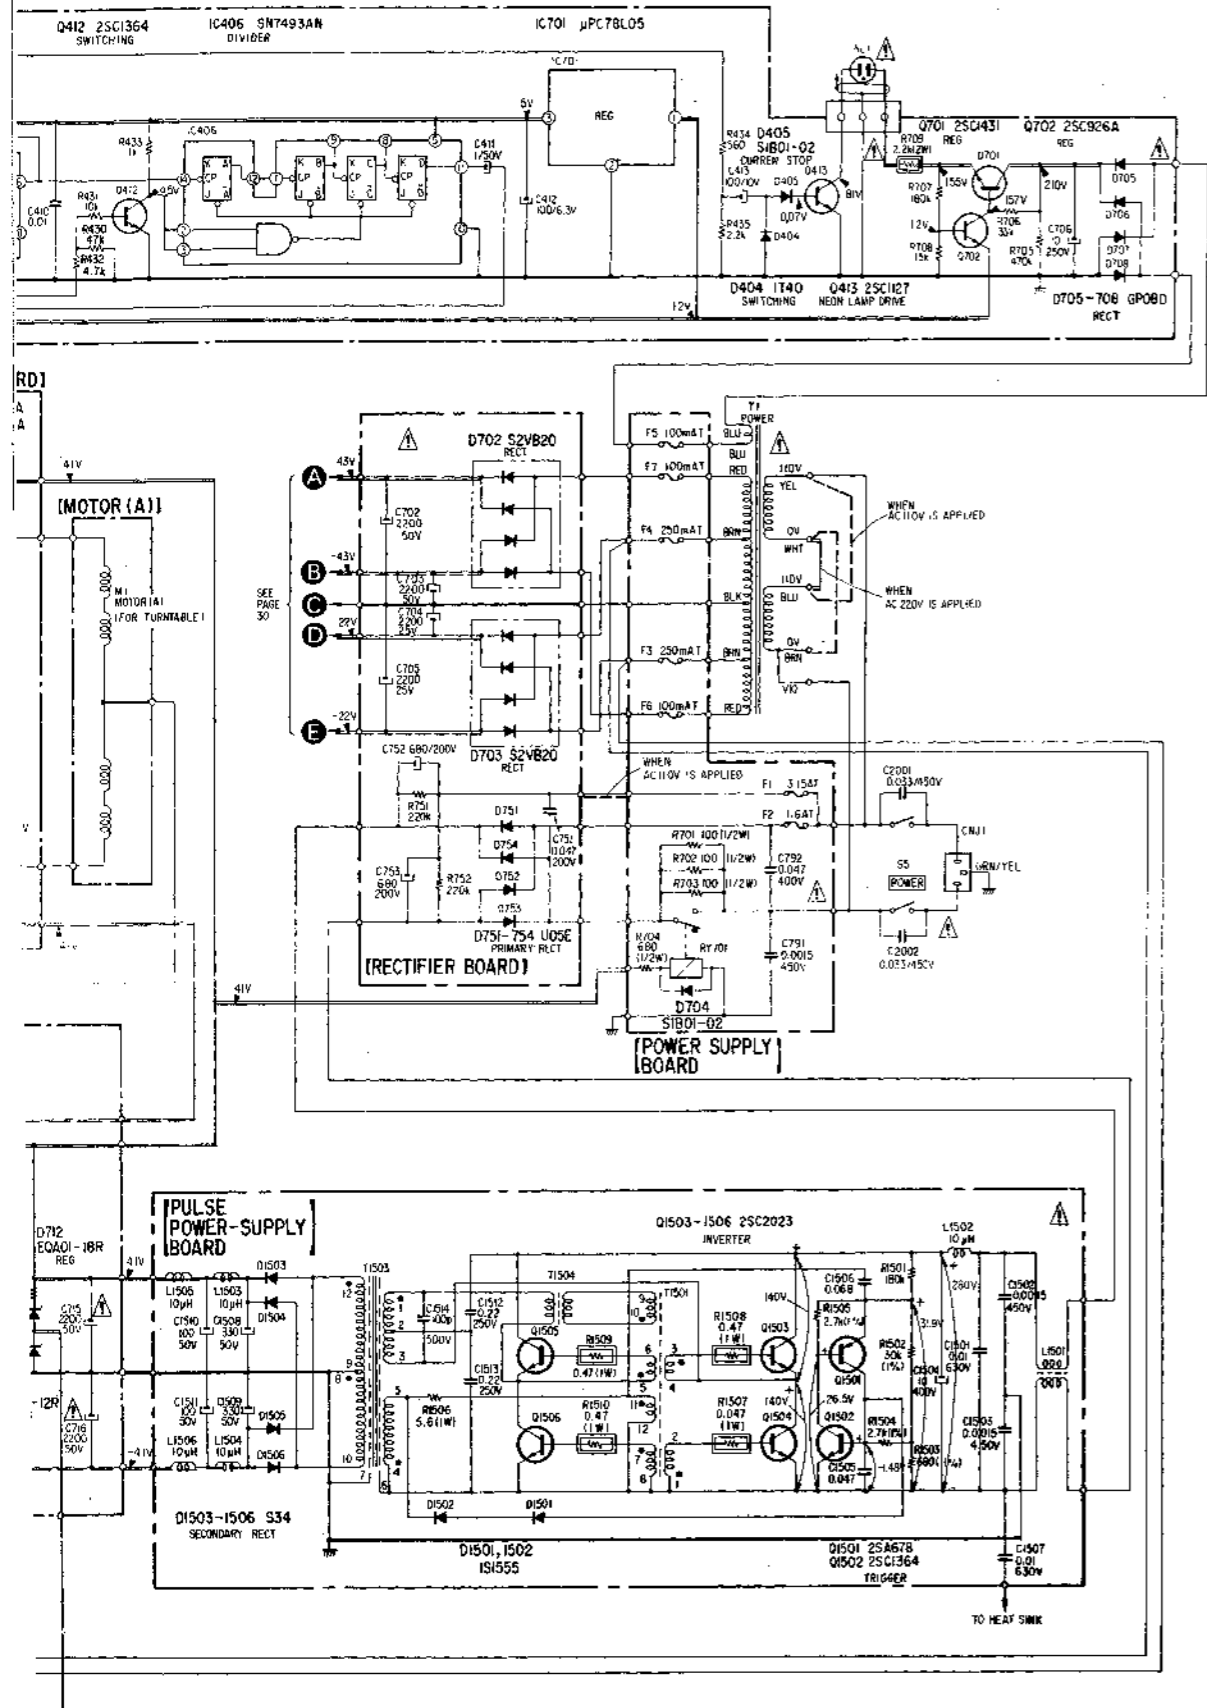 Q412 2SC1364
SWITCHING
IC406 SN7493AN
DIVIDER
IC701 μPC78L05
REG
5V
R433
1k
IC406
C411
1/50V
C412
100/6.3V
R434
560
D405
S1B01-02
CURREW STOP
C413
100/10V
D405
Q413
0.07V
81V
R435
2.2k
D404
R431
10k
Q412
R430
47k
R432
4.7k
C410
0.01
R709
2.2k(2W)
Q701 2SC1431
REG
Q702 2SC926A
REG
Q701
155V
157V
210V
R707
180k
12V
R708
15k
Q702
R706
33k
R705
470k
C706
10
250V
D705
D706
D707
D708
D404 1T40
SWITCHING
Q413 2SC1127
NEON LAMP DRIVE
D705-708 GP08D
RECT
12V
RD]
41V
[MOTOR (A)]
M1
MOTOR (A)
(FOR TURNTABLE)
SEE
PAGE
30
A
B
C
D
E
43V
-43V
22V
-22V
C702
2200
50V
C703
2200
50V
C704
2200
25V
C705
2200
25V
D702 S2VB20
RECT
D703 S2VB20
RECT
F5 100mAT
F7 100mAT
F4 250mAT
F3 250mAT
F6 100mAT
T1
POWER
BLU
BLU
RED
BRN
BLK
BRN
RED
110V
YEL
0V
WHT
110V
BLU
0V
BRN
VIO
WHEN
AC110V IS APPLIED
WHEN
AC 220V IS APPLIED
C752 680/200V
R751
220k
C753
680
200V
R752
220k
D751
D754
D752
D753
C751
0.047
200V
D751-754 U05E
PRIMARY RECT
[RECTIFIER BOARD]
WHEN
AC110V IS APPLIED
F1 3.15AT
F2 1.6AT
R701 100 (1/2W)
R702 100 (1/2W)
R703 100 (1/2W)
C792
0.047
400V
C791
0.0015
450V
R704
680
(1/2W)
RY701
D704
S1B01-02
[POWER SUPPLY
BOARD]
C2001
0.033/450V
CNJ1
GRN/YEL
S5
POWER
C2002
0.033/450V
41V
[PULSE
POWER-SUPPLY
BOARD]
D712
EQA01-18R
REG
41V
-41V
C715
2200
50V
-12R
C716
2200
50V
L1505
10μH
L1503
10μH
D1503
D1504
C1510
100
50V
C1508
330
50V
C1511
100
50V
C1509
330
50V
D1505
D1506
L1506
10μH
L1504
10μH
D1503-1506 S34
SECONDARY RECT
T1503
C1514
500V
C1512
0.22
250V
C1513
0.22
250V
R1506
5.6(1W)
T1504
Q1505
Q1506
R1509
0.47(1W)
R1510
0.47
(1W)
T1501
R1508
0.47
(1W)
R1507
0.047
(1W)
Q1503-1506 2SC2023
INVERTER
Q1503
Q1504
140V
140V
C1506
0.068
R1505
Q1501
Q1502
26.5V
C1505
0.047
R1504
R1501
180k
R1502
30k
(1%)
R1503
31.9V
C1504
10
400V
280V
L1502
10μH
C1501
0.01
630V
C1502
0.0015
450V
C1503
0.0015
450V
L1501
D1502
D1501
D1501, 1502
1S1555
Q1501 2SA678
Q1502 2SC1364
TRIGGER
C1507
0.01
630V
TO HEAT SINK